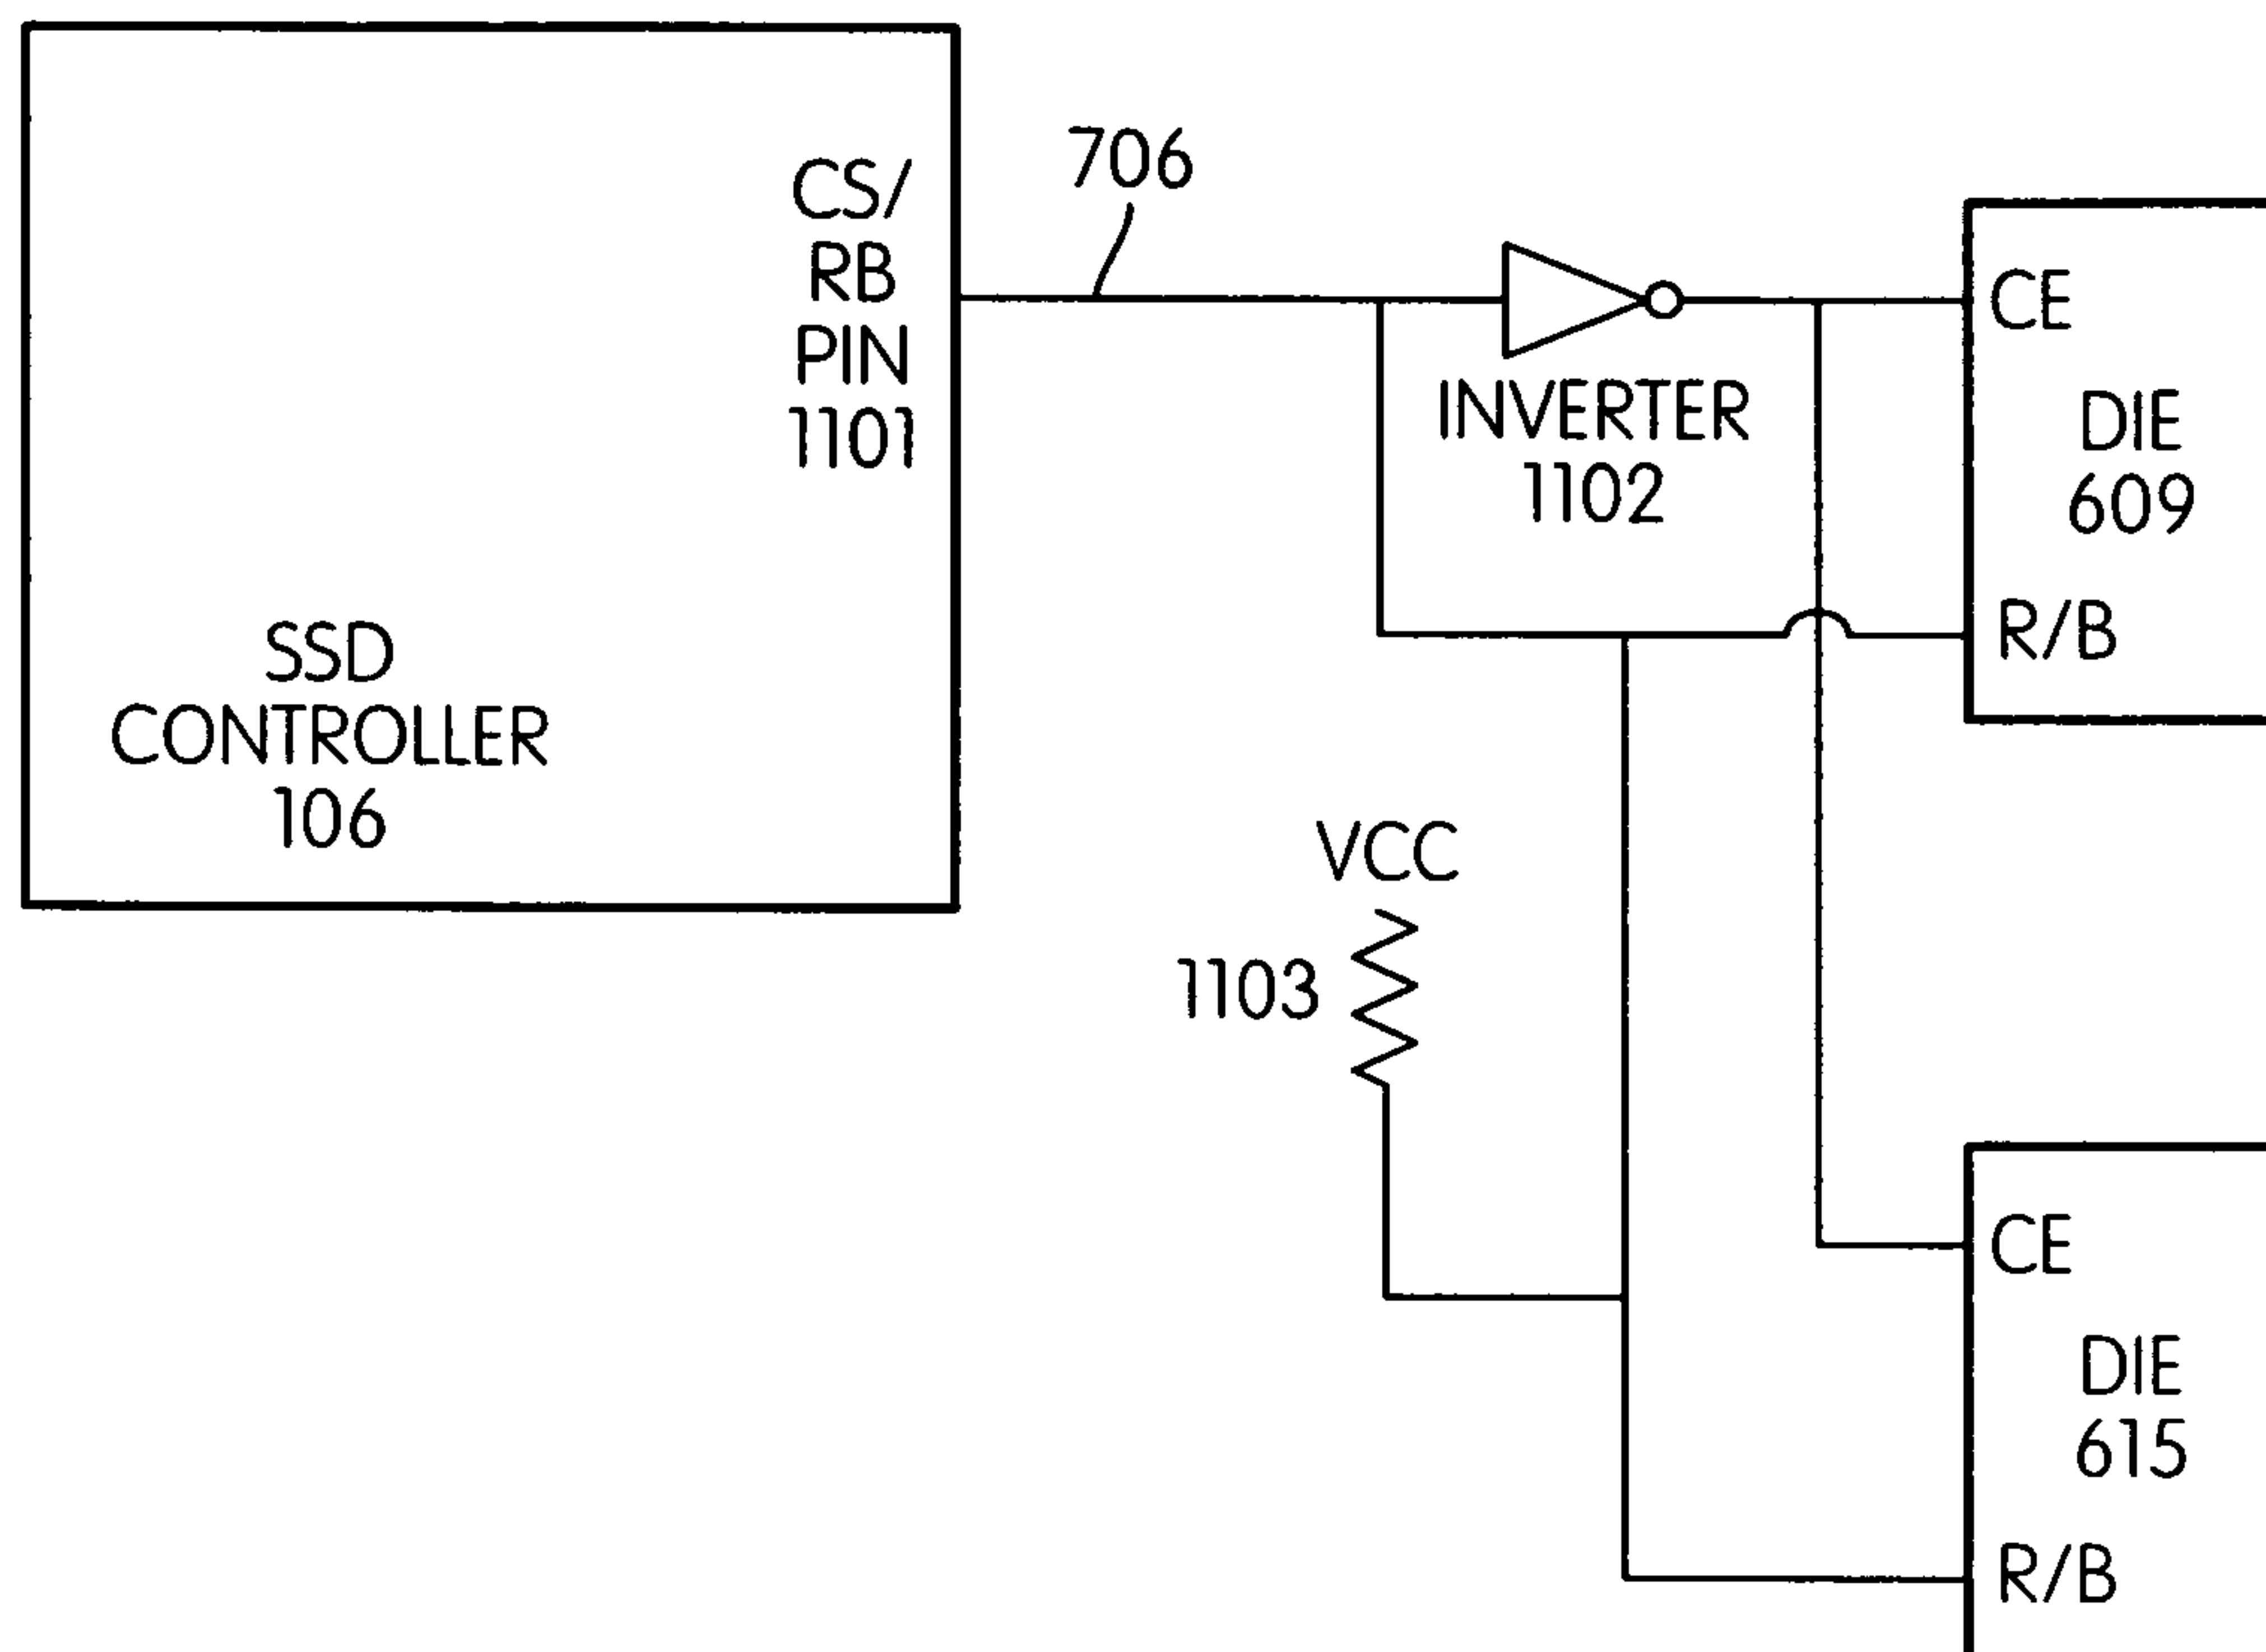 CS/
RB
PIN
1101
SSD
CONTROLLER
106
706
INVERTER
1102
VCC
1103
CE
DIE
609
R/B
CE
DIE
615
R/B